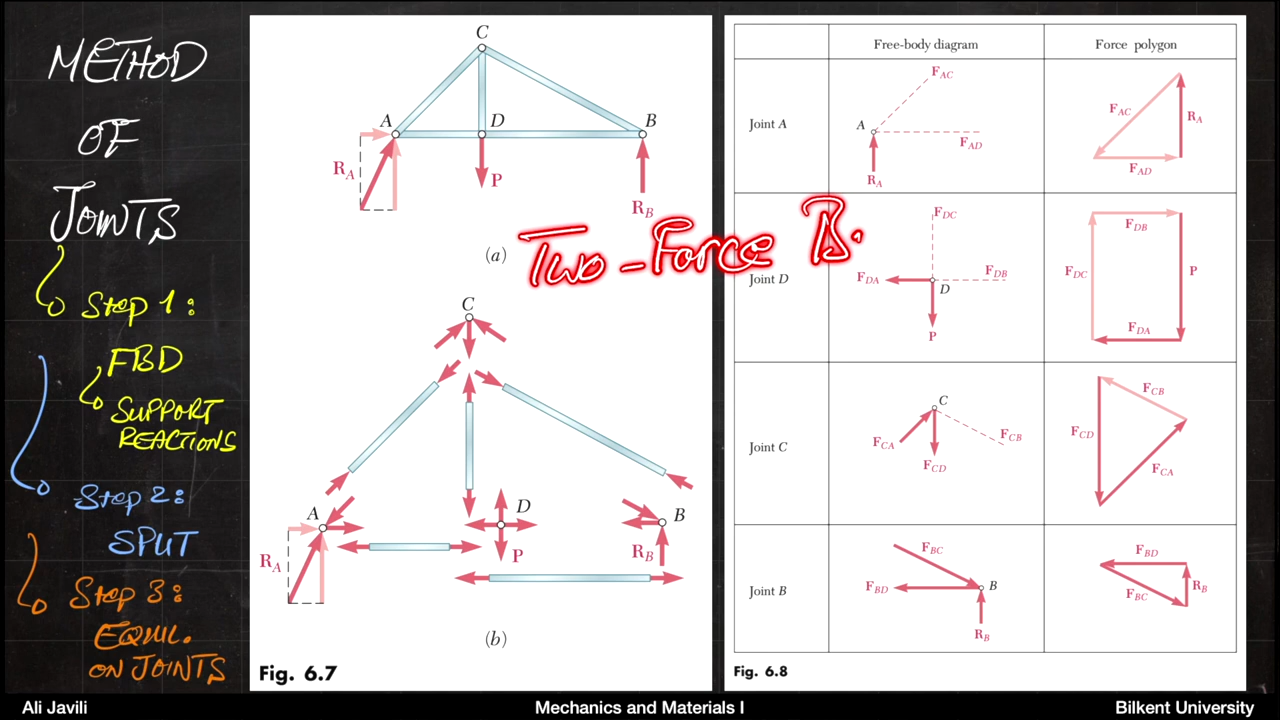 METHOD
OF
JOINTS
Step 1:
FBD
SUPPORT
REACTIONS
Step 2:
SPLIT
Step 3:
EQUIL.
ON JOINTS
C
A
D
B
R_A
P
R_B
(a)
Two-Force B.
C
A
D
B
R_A
P
R_B
(b)
Fig. 6.7
Free-body diagram
Force polygon
Joint A
F_AC
A
F_AD
R_A
F_AC
R_A
F_AD
Joint D
F_DC
F_DA
F_DB
D
P
F_DB
F_DC
P
F_DA
Joint C
C
F_CA
F_CB
F_CD
F_CB
F_CD
F_CA
Joint B
F_BC
F_BD
B
R_B
F_BD
F_BC
R_B
Fig. 6.8
Ali Javili
Mechanics and Materials I
Bilkent University